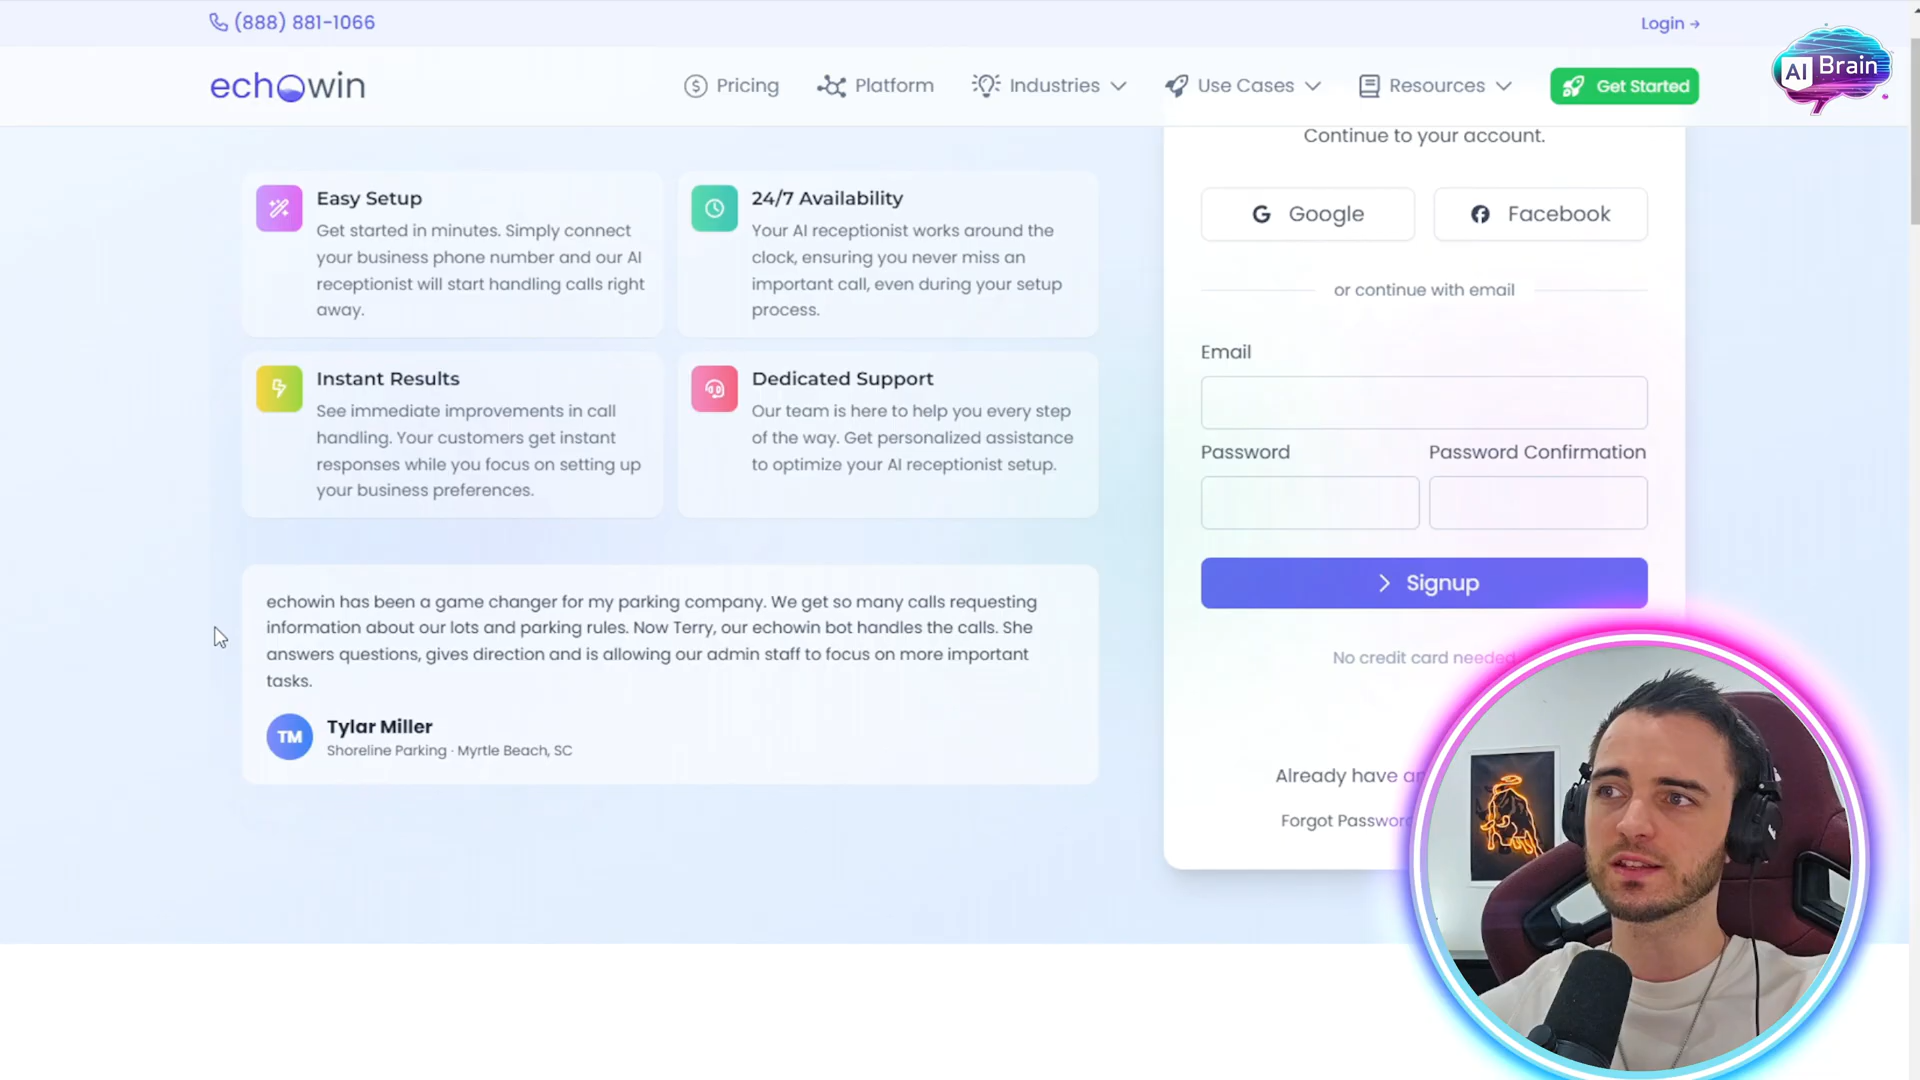 (888) 881-1066
Login →
AI Brain
echowin
Pricing
Platform
Industries
Use Cases
Resources
Get Started
Continue to your account.
Easy Setup
Get started in minutes. Simply connect
your business phone number and our AI
receptionist will start handling calls right
away.
24/7 Availability
Your AI receptionist works around the
clock, ensuring you never miss an
important call, even during your setup
process.
Instant Results
See immediate improvements in call
handling. Your customers get instant
responses while you focus on setting up
your business preferences.
Dedicated Support
Our team is here to help you every step
of the way. Get personalized assistance
to optimize your AI receptionist setup.
echowin has been a game changer for my parking company. We get so many calls requesting
information about our lots and parking rules. Now Terry, our echowin bot handles the calls. She
answers questions, gives direction and is allowing our admin staff to focus on more important
tasks.
TM
Tylar Miller
Shoreline Parking · Myrtle Beach, SC
Google
Facebook
or continue with email
Email
Password
Password Confirmation
Signup
No credit card needed
Already have an
Forgot Password